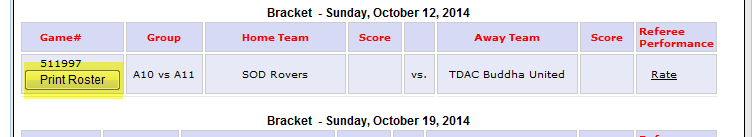 Bracket - Sunday, October 12, 2014
Game# Group Home Team Score Away Team Score Referee Performance
511997
Print Roster A10 vs A11 SOD Rovers vs. TDAC Buddha United Rate
Bracket - Sunday, October 19, 2014